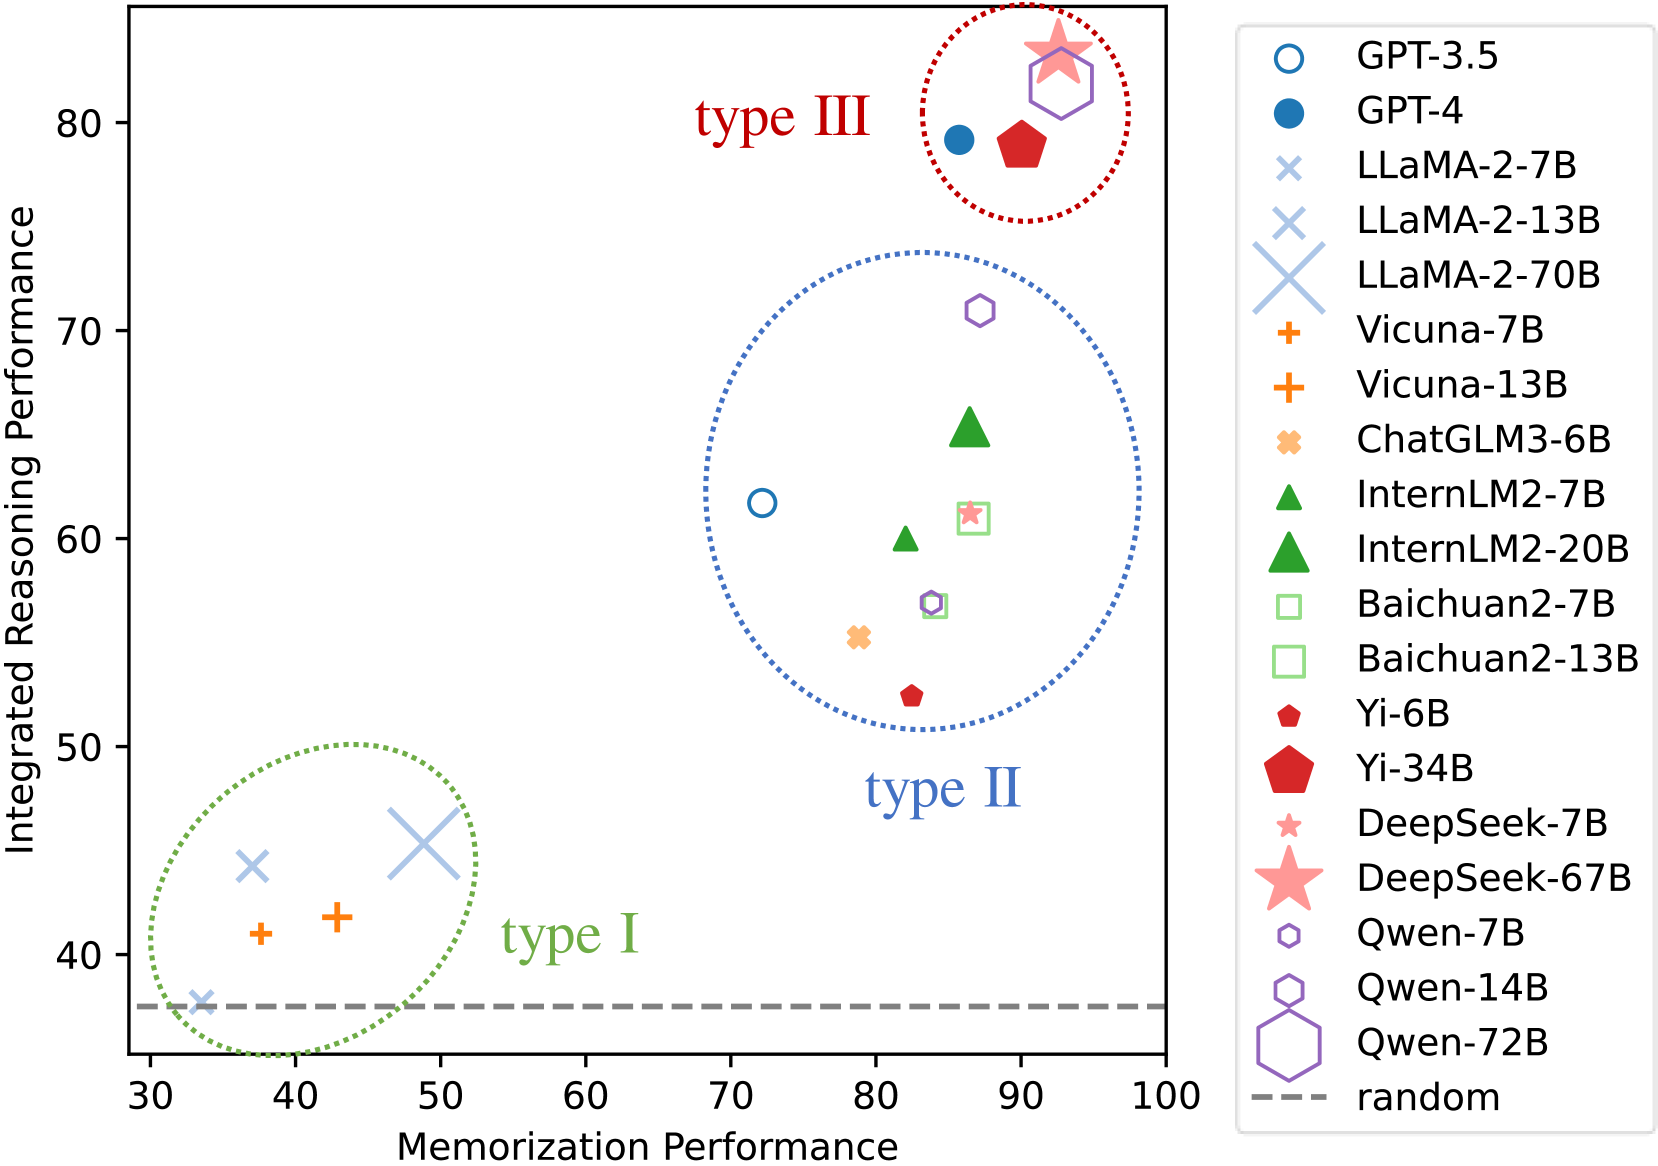 Integrated Reasoning Performance
80
70
60
50
40
type III
type II
type I
30 40 50 60 70 80 90 100
Memorization Performance
GPT-3.5
GPT-4
LLaMA-2-7B
LLaMA-2-13B
LLaMA-2-70B
Vicuna-7B
Vicuna-13B
ChatGLM3-6B
InternLM2-7B
InternLM2-20B
Baichuan2-7B
Baichuan2-13B
Yi-6B
Yi-34B
DeepSeek-7B
DeepSeek-67B
Qwen-7B
Qwen-14B
Qwen-72B
random